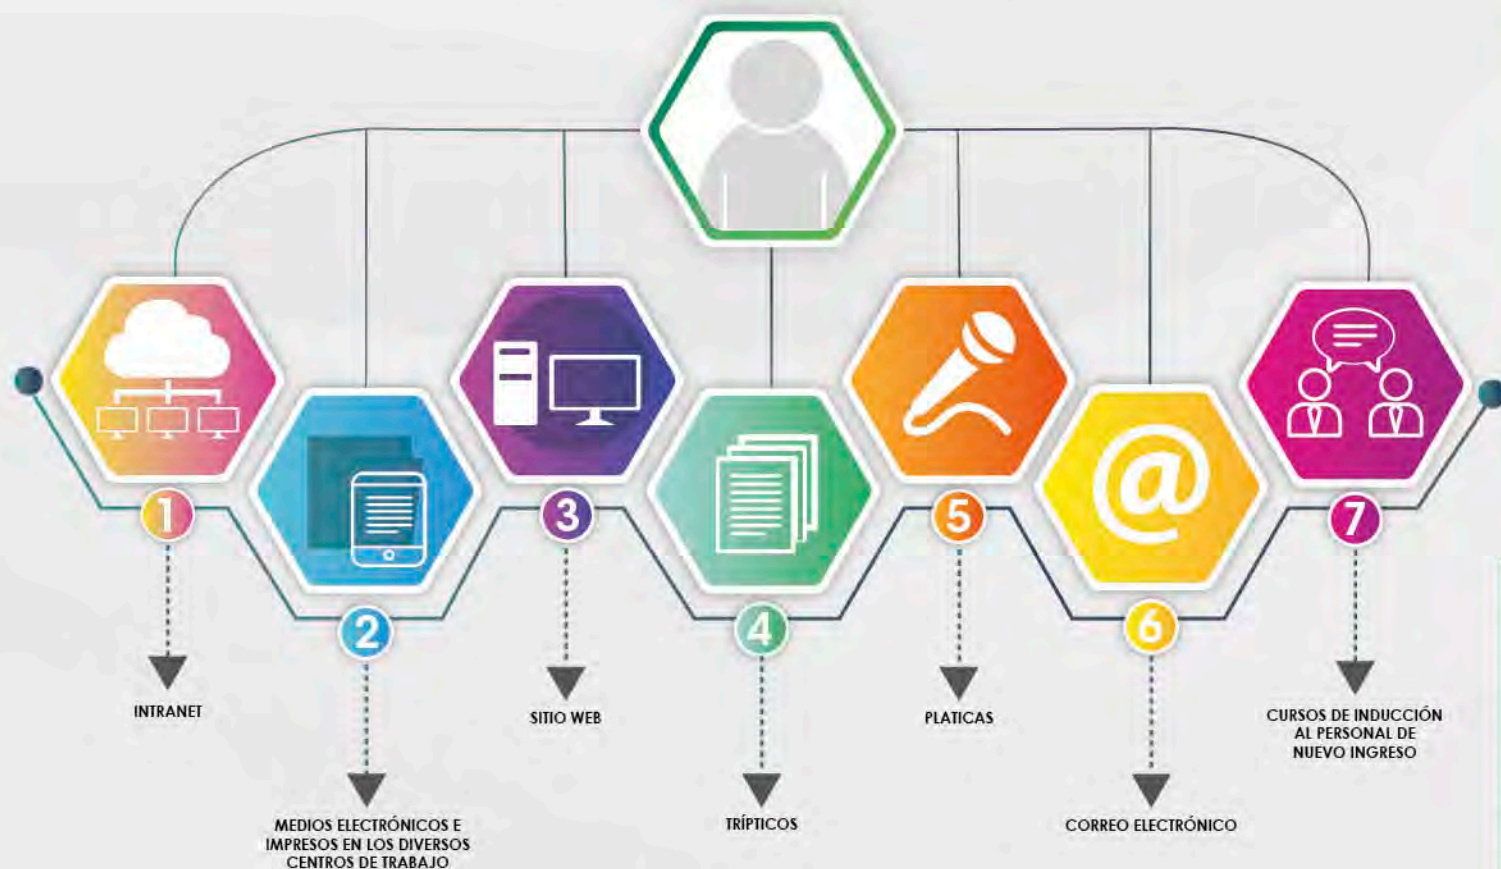 1
INTRANET
2
MEDIOS ELECTRÓNICOS E
IMPRESOS EN LOS DIVERSOS
CENTROS DE TRABAJO
3
SITIO WEB
4
TRÍPTICOS
5
PLATICAS
@
6
CORREO ELECTRÓNICO
7
CURSOS DE INDUCCIÓN
AL PERSONAL DE
NUEVO INGRESO